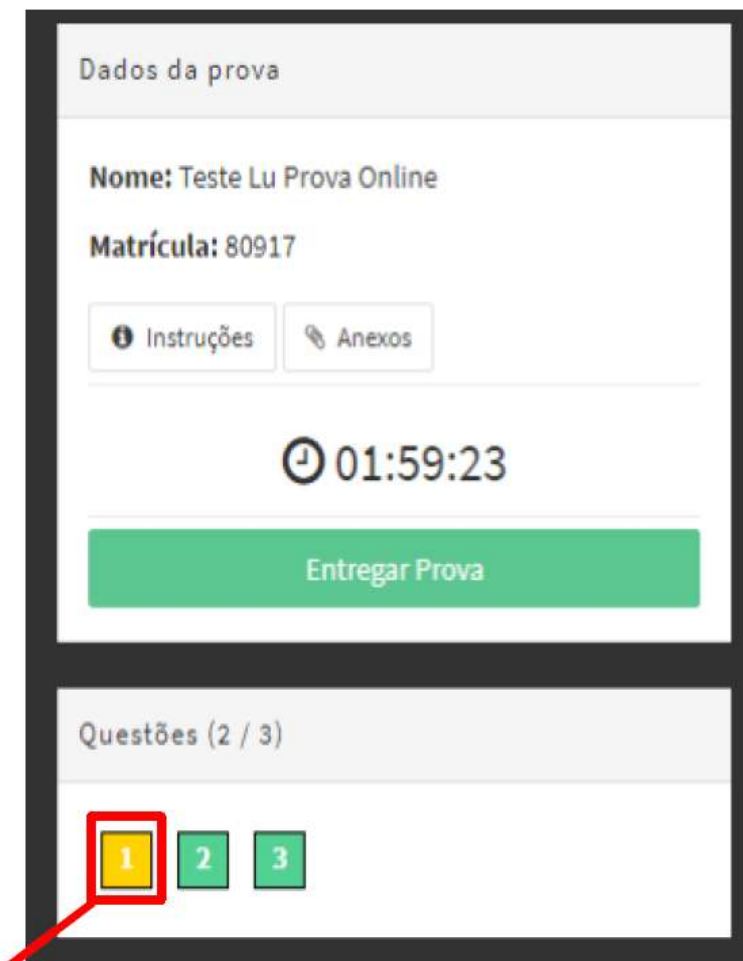 Dados da prova
Nome: Teste Lu Prova Online
Matrícula: 80917
Instruções Anexos
01:59:23
Entregar Prova
Questões (2 / 3)
1 2 3